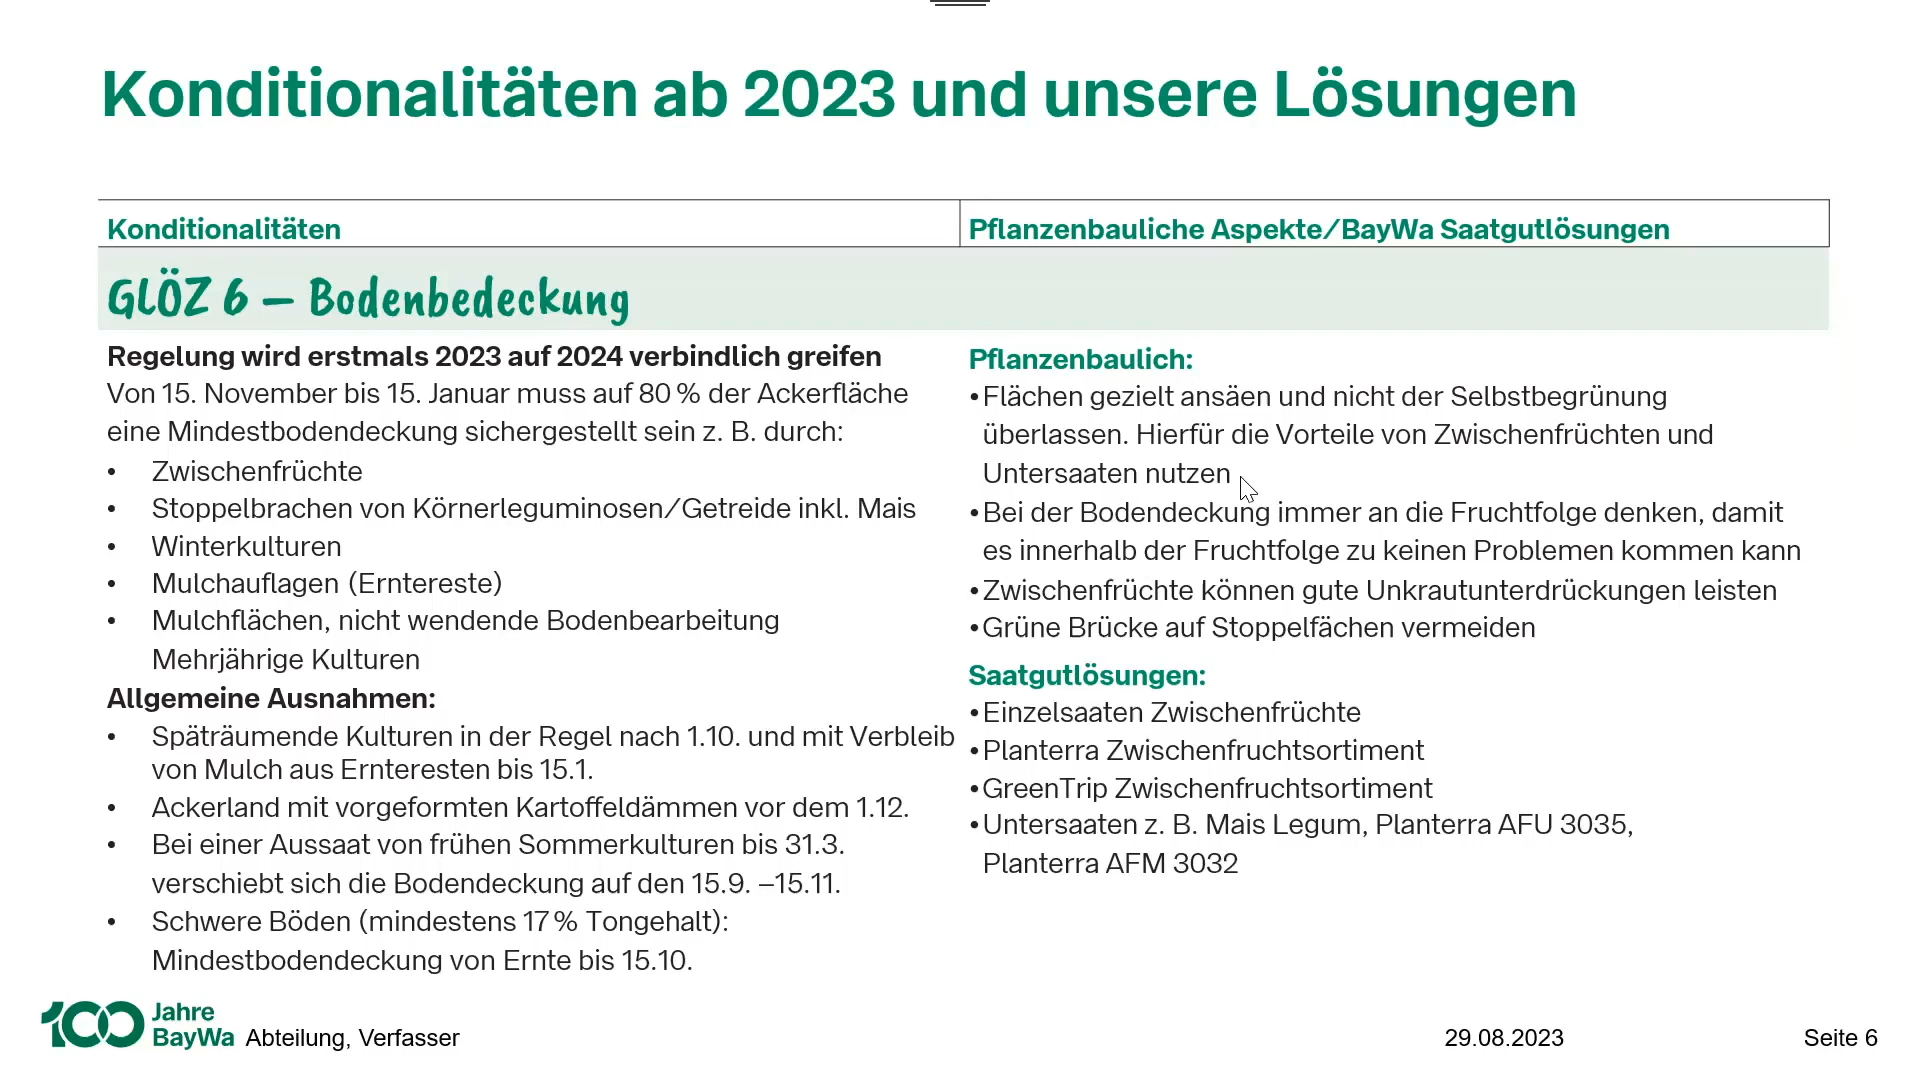 Konditionalitäten ab 2023 und unsere Lösungen
Konditionalitäten
Pflanzenbauliche Aspekte/BayWa Saatgutlösungen
GLÖZ 6 – Bodenbedeckung
Regelung wird erstmals 2023 auf 2024 verbindlich greifen
Von 15. November bis 15. Januar muss auf 80 % der Ackerfläche
eine Mindestbodendeckung sichergestellt sein z. B. durch:
• Zwischenfrüchte
• Stoppelbrachen von Körnerleguminosen/Getreide inkl. Mais
• Winterkulturen
• Mulchauflagen (Erntereste)
• Mulchflächen, nicht wendende Bodenbearbeitung
Mehrjährige Kulturen
Allgemeine Ausnahmen:
• Späträumende Kulturen in der Regel nach 1.10. und mit Verbleib
von Mulch aus Ernteresten bis 15.1.
• Ackerland mit vorgeformten Kartoffeldämmen vor dem 1.12.
• Bei einer Aussaat von frühen Sommerkulturen bis 31.3.
verschiebt sich die Bodendeckung auf den 15.9. –15.11.
• Schwere Böden (mindestens 17 % Tongehalt):
Mindestbodendeckung von Ernte bis 15.10.
Pflanzenbaulich:
• Flächen gezielt ansäen und nicht der Selbstbegrünung
überlassen. Hierfür die Vorteile von Zwischenfrüchten und
Untersaaten nutzen
• Bei der Bodendeckung immer an die Fruchtfolge denken, damit
es innerhalb der Fruchtfolge zu keinen Problemen kommen kann
• Zwischenfrüchte können gute Unkrautunterdrückungen leisten
• Grüne Brücke auf Stoppelfächen vermeiden
Saatgutlösungen:
• Einzelsaaten Zwischenfrüchte
• Planterra Zwischenfruchtsortiment
• GreenTrip Zwischenfruchtsortiment
• Untersaaten z. B. Mais Legum, Planterra AFU 3035,
Planterra AFM 3032
100 Jahre
BayWa
Abteilung, Verfasser
29.08.2023
Seite 6